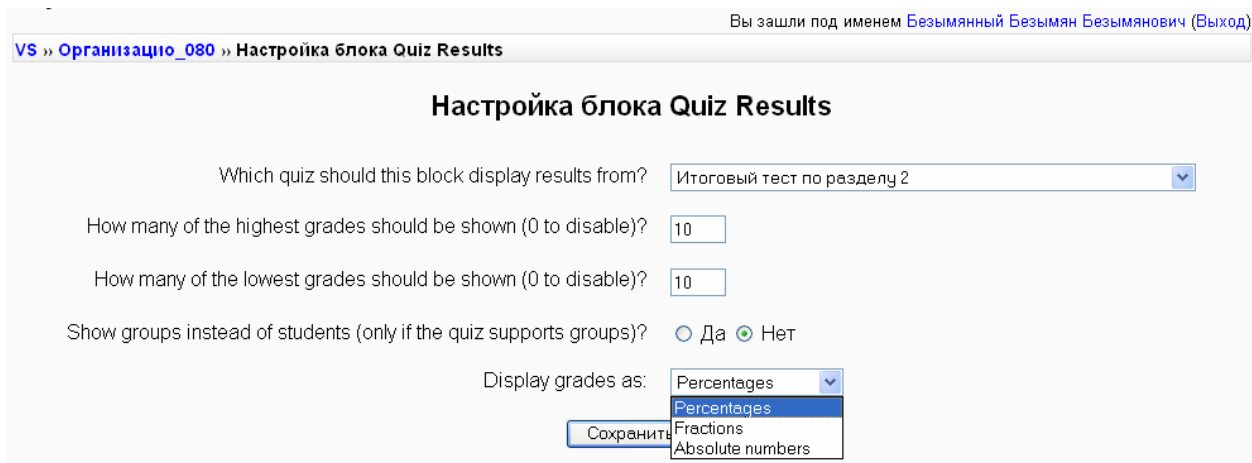 Вы зашли под именем Безымянный Безымян Безымянович (Выход)
VS » Организацио_080 » Настройка блока Quiz Results
Настройка блока Quiz Results
Which quiz should this block display results from? Итоговый тест по разделу 2
How many of the highest grades should be shown (0 to disable)? 10
How many of the lowest grades should be shown (0 to disable)? 10
Show groups instead of students (only if the quiz supports groups)? Да Нет
Display grades as: Percentages
Percentages
Fractions
Absolute numbers
Сохранить